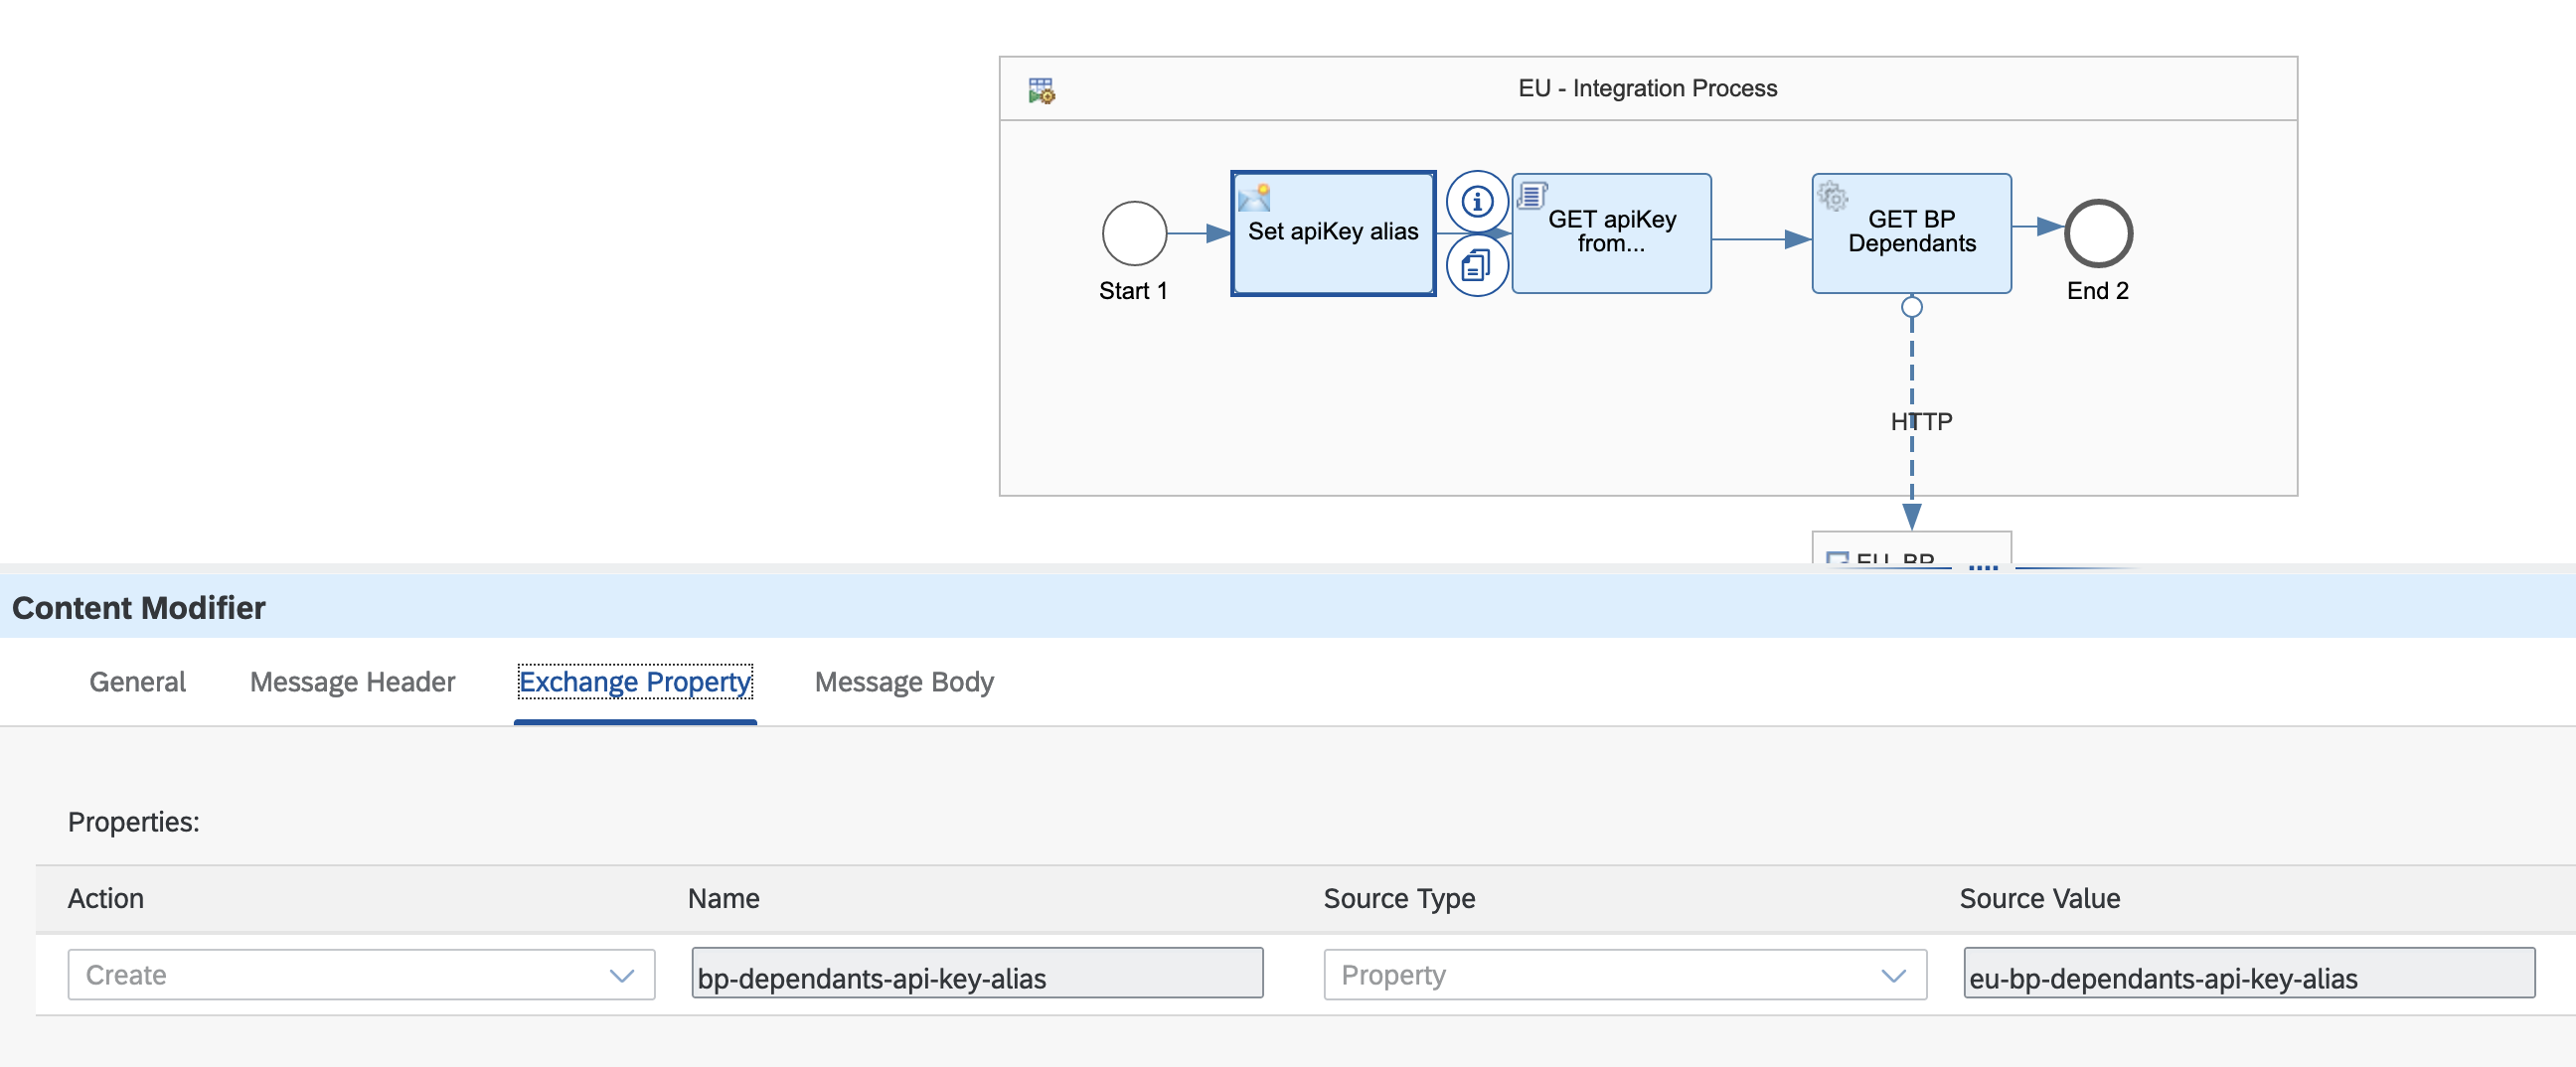 EU - Integration Process
Set apiKey alias
GET apiKey
from...
GET BP
Dependants
Start 1
End 2
HTTP
EU_BP
Content Modifier
General
Message Header
Exchange Property
Message Body
Properties:
Action
Name
Source Type
Source Value
Create
bp-dependants-api-key-alias
Property
eu-bp-dependants-api-key-alias